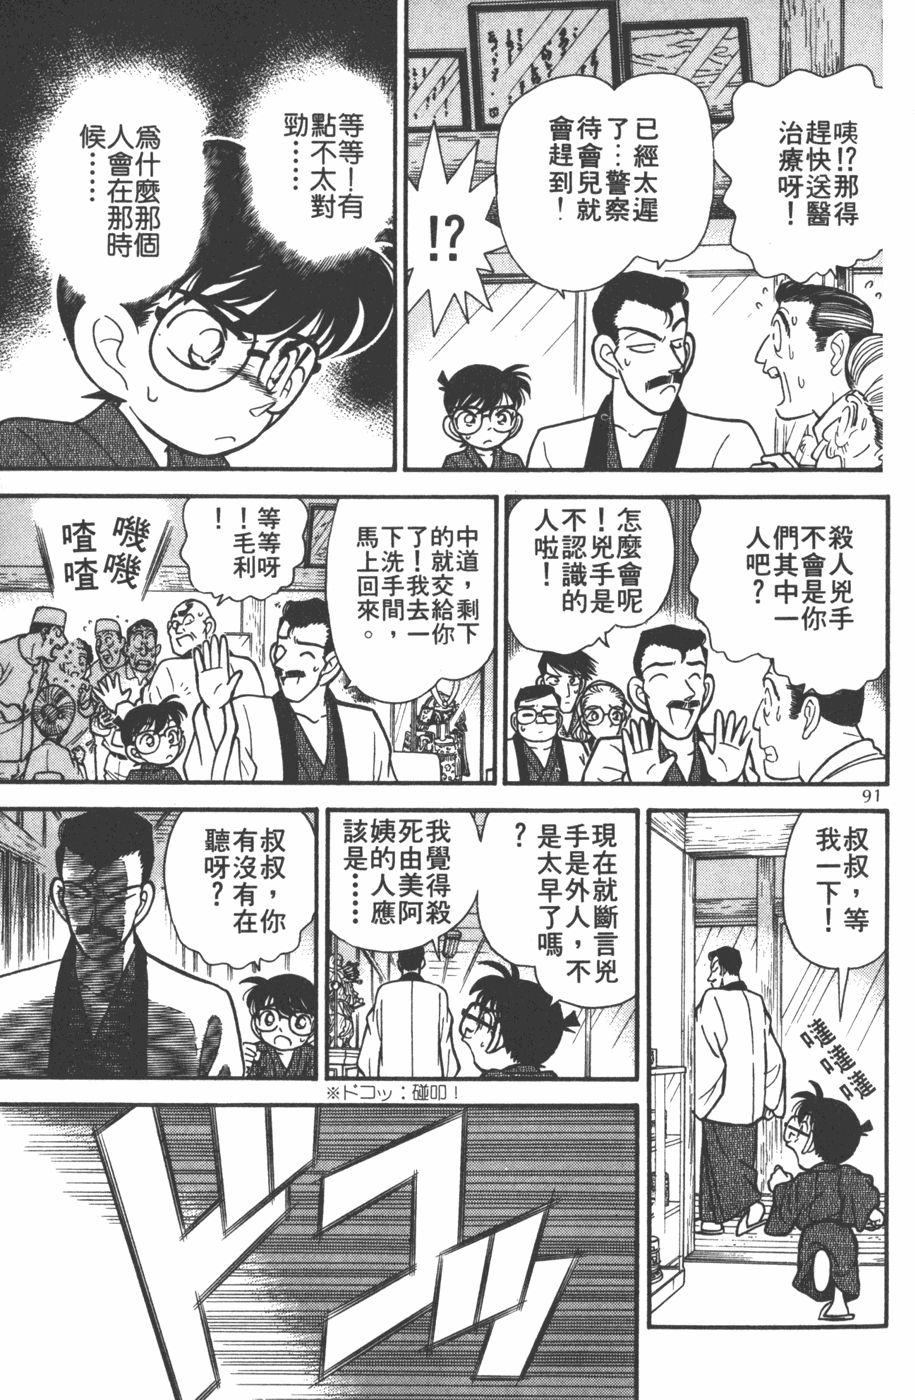 咦!?那得
趕快送醫
治療呀!
已經太遲
了…警察
待會兒就
會趕到!
!?
等等!有
點不太對
勁……
為什麼那個
人會在那時
候……
殺人兇手
不會是你
們其中一
人吧?
怎麼會呢
!兇手是
不認識的
人啦!
中道,剩下
的就交給你
了!我去一
下洗手間,
馬上回來。
等等呀
!毛利
!
嘰嘰
喳喳
91
叔叔,等
我一下!
噠噠噠
現在就斷言兇
手是外人,不
是太早了嗎
?
我覺得殺
死由美阿
姨的人應
該是……
叔叔,你
有沒有在
聽呀?
※ドコッ:碰叩!
ドコッ